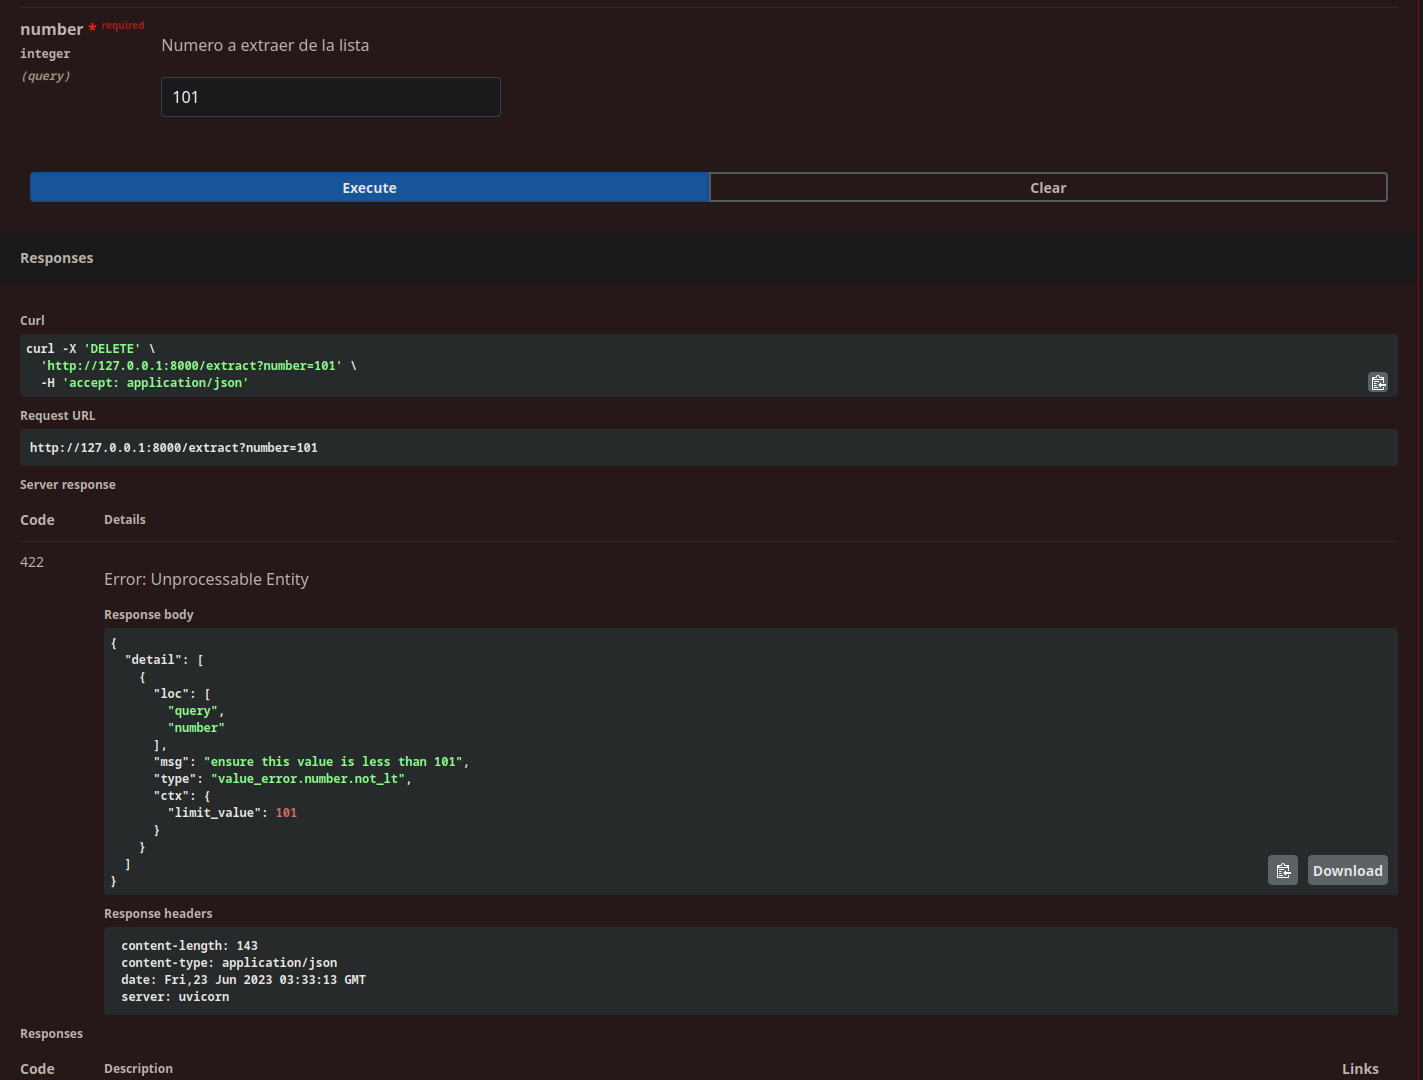 number * required
integer
(query)
Numero a extraer de la lista
101
Execute
Clear
Responses
Curl
curl -X 'DELETE' \
  'http://127.0.0.1:8000/extract?number=101' \
  -H 'accept: application/json'
Request URL
http://127.0.0.1:8000/extract?number=101
Server response
Code Details
422
Error: Unprocessable Entity
Response body
{
  "detail": [
    {
      "loc": [
        "query",
        "number"
      ],
      "msg": "ensure this value is less than 101",
      "type": "value_error.number.not_lt",
      "ctx": {
        "limit_value": 101
      }
    }
  ]
}
Download
Response headers
content-length: 143
content-type: application/json
date: Fri,23 Jun 2023 03:33:13 GMT
server: uvicorn
Responses
Code Description Links